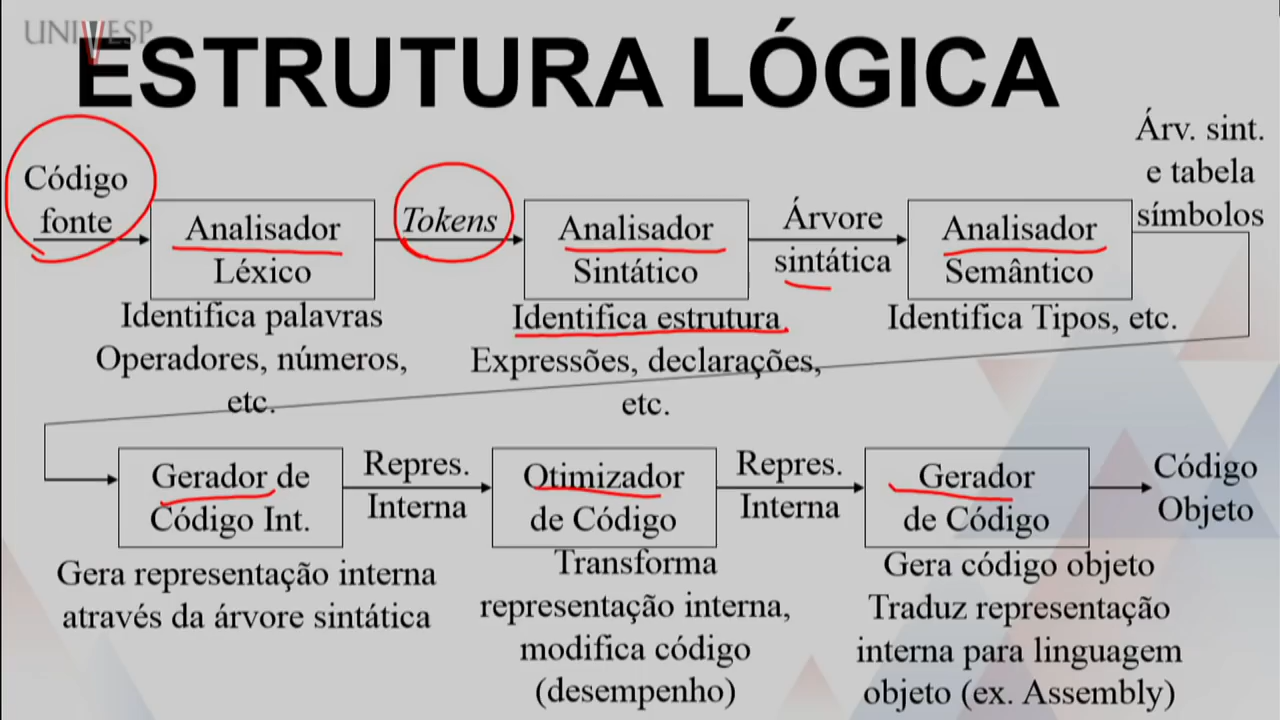 UNIVESP
ESTRUTURA LÓGICA
Código
fonte
Analisador
Léxico
Identifica palavras
Operadores, números,
etc.
Tokens
Analisador
Sintático
Identifica estrutura
Expressões, declarações,
etc.
Árvore
sintática
Analisador
Semântico
Identifica Tipos, etc.
Árv. sint.
e tabela
símbolos
Gerador de
Código Int.
Gera representação interna
através da árvore sintática
Repres.
Interna
Otimizador
de Código
Transforma
representação interna,
modifica código
(desempenho)
Repres.
Interna
Gerador
de Código
Gera código objeto
Traduz representação
interna para linguagem
objeto (ex. Assembly)
Código
Objeto